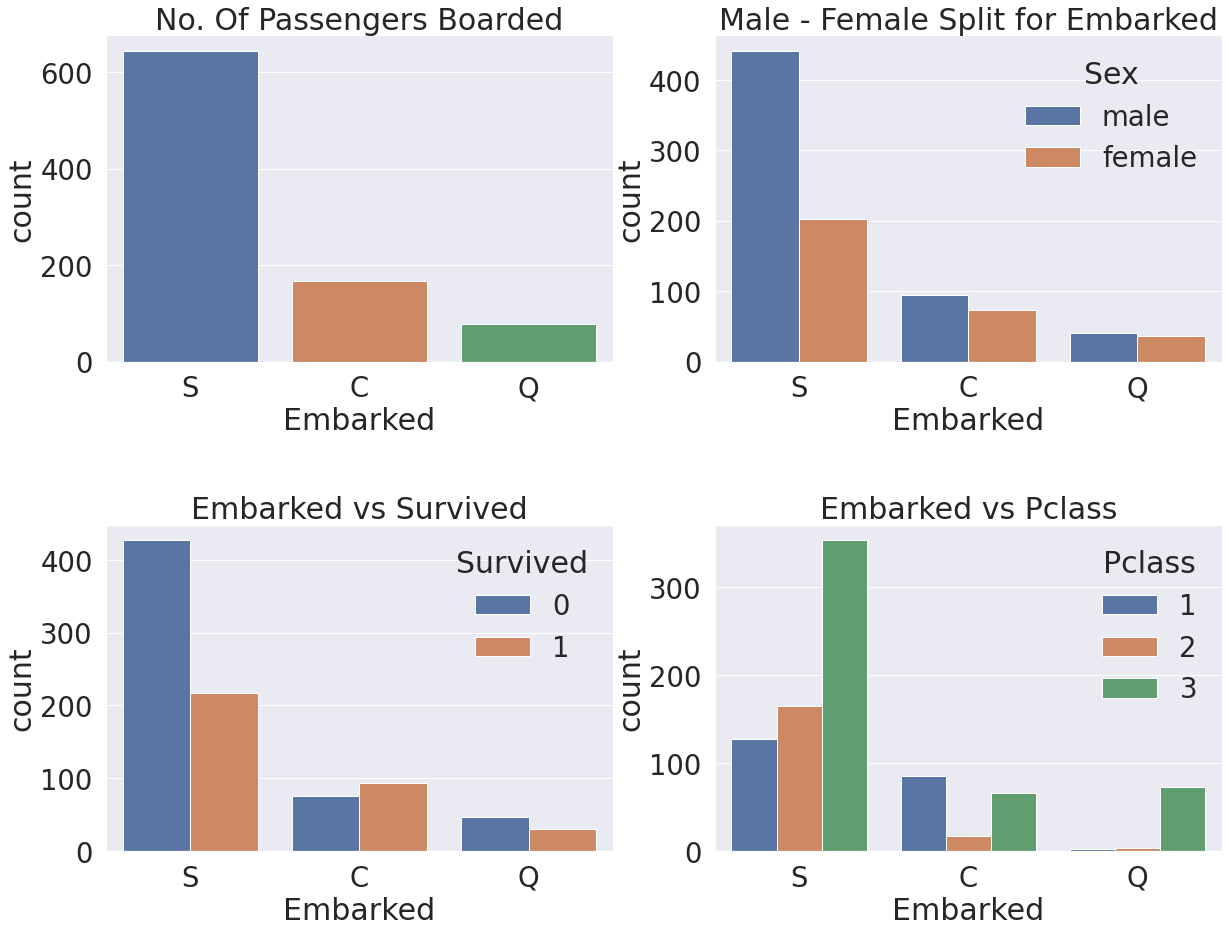 No. Of Passengers Boarded
600
400
200
0
count
S C Q
Embarked
Male - Female Split for Embarked
400
300
200
100
0
count
Sex
male
female
S C Q
Embarked
Embarked vs Survived
400
300
200
100
0
count
Survived
0
1
S C Q
Embarked
Embarked vs Pclass
300
200
100
0
count
Pclass
1
2
3
S C Q
Embarked